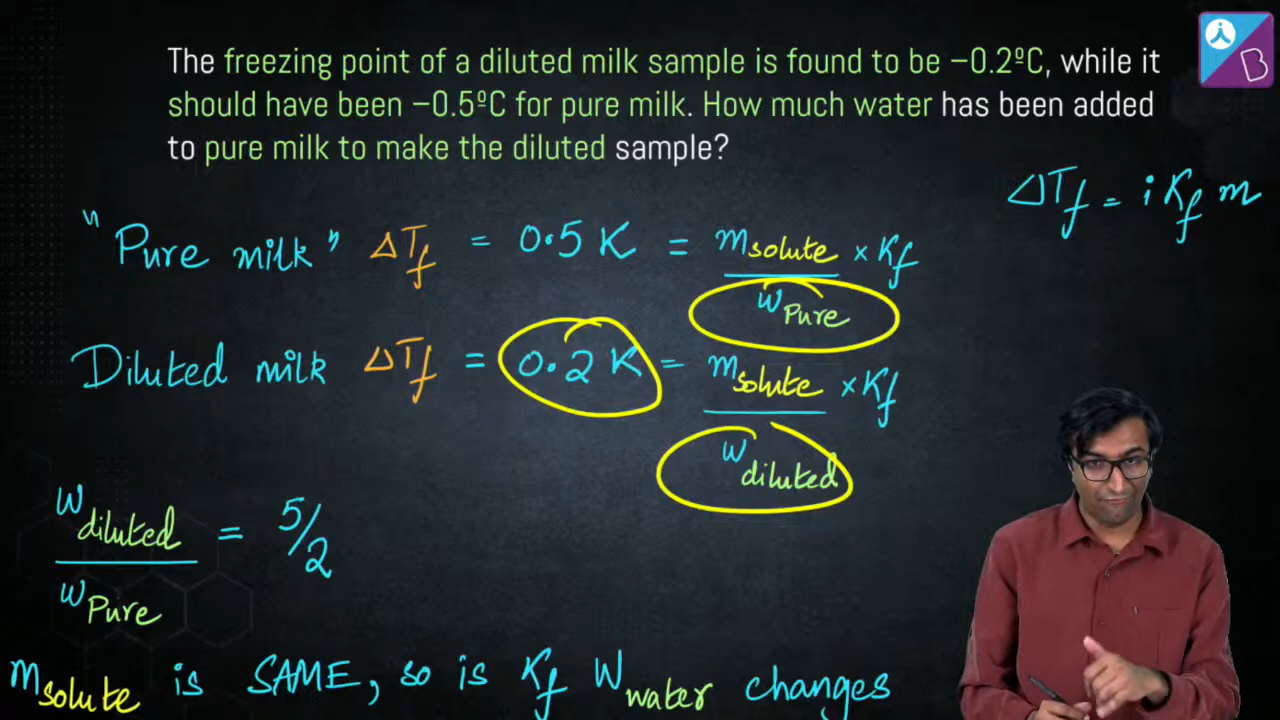 The freezing point of a diluted milk sample is found to be −0.2ºC, while it
should have been −0.5ºC for pure milk. How much water has been added
to pure milk to make the diluted sample?
ΔTf = i Kf m
"Pure milk" ΔTf = 0.5 K = msolute / wPure × Kf
Diluted milk ΔTf = 0.2 K = msolute / wdiluted × Kf
wdiluted / wPure = 5/2
msolute is SAME, so is Kf Wwater changes
B